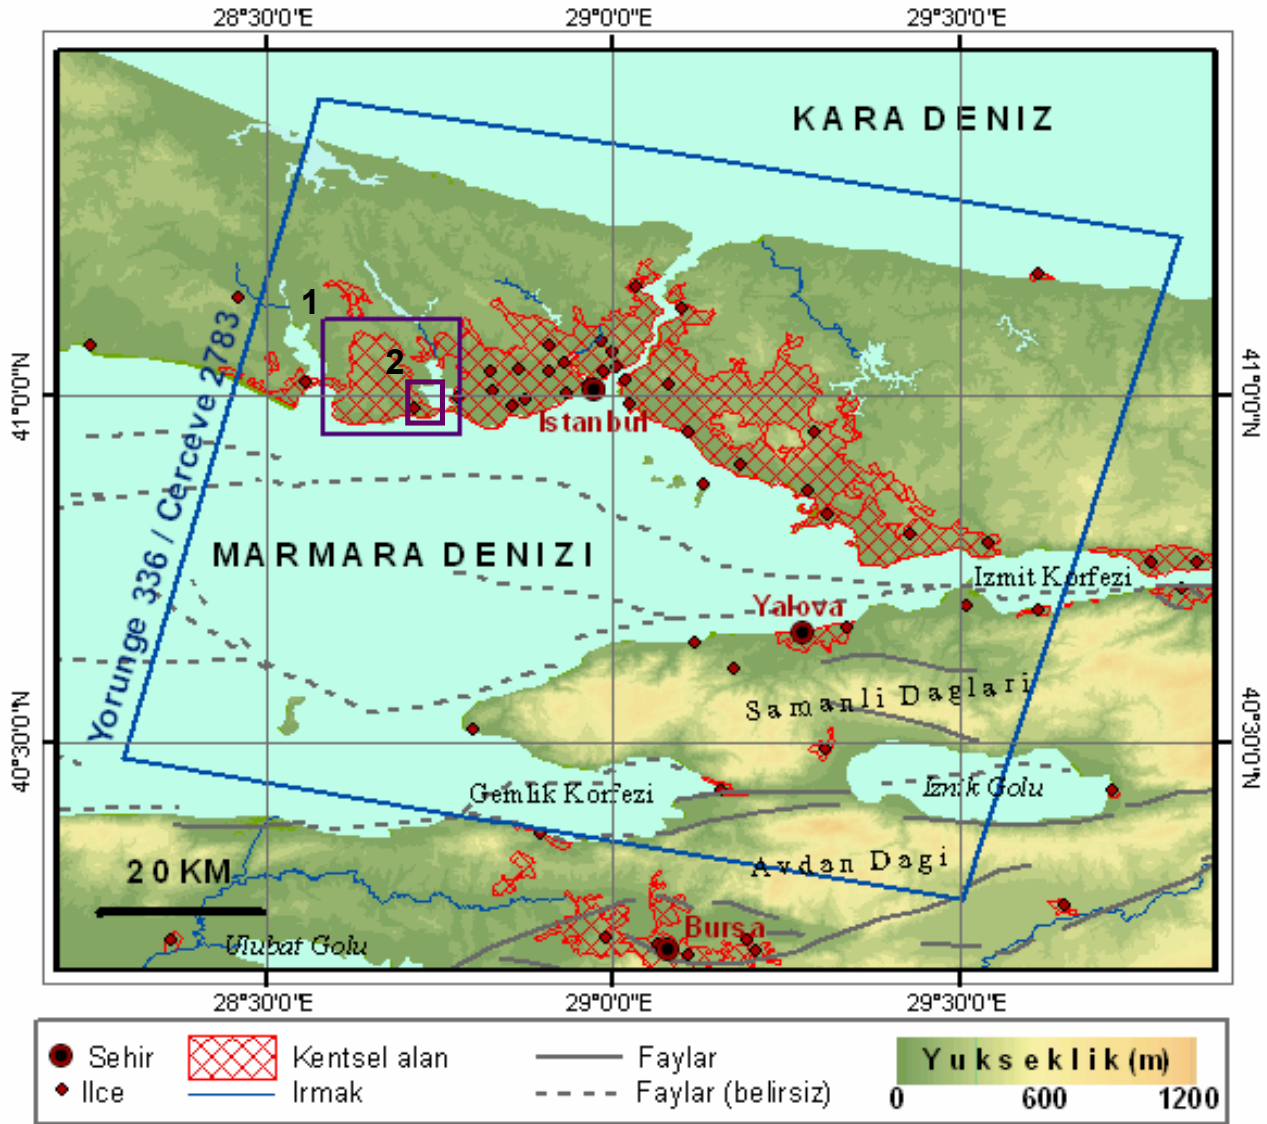 28°30'0"E 29°0'0"E 29°30'0"E
KARA DENIZ
1
2
41°0'0"N
41°0'0"N
Istanbul
Yorunge 336 / Cerceve 2783
MARMARA DENIZI
Izmit Korfezi
Yalova
Samanli Daglari
40°30'0"N
40°30'0"N
Gemlik Korfezi
Iznik Golu
Avdan Dagi
20 KM
Bursa
Ulubat Golu
28°30'0"E 29°0'0"E 29°30'0"E
Sehir Kentsel alan Faylar Yukseklik (m)
Ilce Irmak Faylar (belirsiz) 0 600 1200